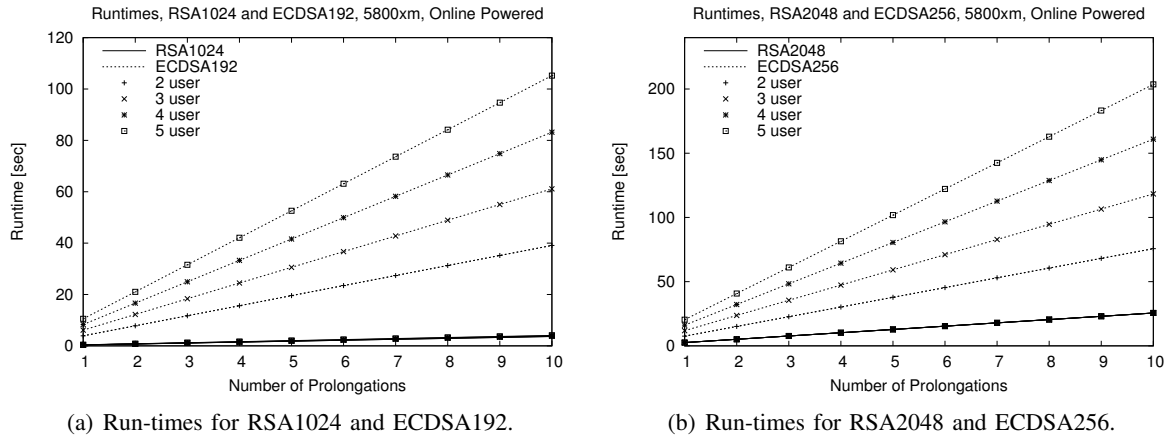 Runtimes, RSA1024 and ECDSA192, 5800xm, Online Powered
120
100
80
60
40
20
0
Runtime [sec]
RSA1024
ECDSA192
2 user
3 user
4 user
5 user
1 2 3 4 5 6 7 8 9 10
Number of Prolongations
(a) Run-times for RSA1024 and ECDSA192.
Runtimes, RSA2048 and ECDSA256, 5800xm, Online Powered
200
150
100
50
0
Runtime [sec]
RSA2048
ECDSA256
2 user
3 user
4 user
5 user
1 2 3 4 5 6 7 8 9 10
Number of Prolongations
(b) Run-times for RSA2048 and ECDSA256.